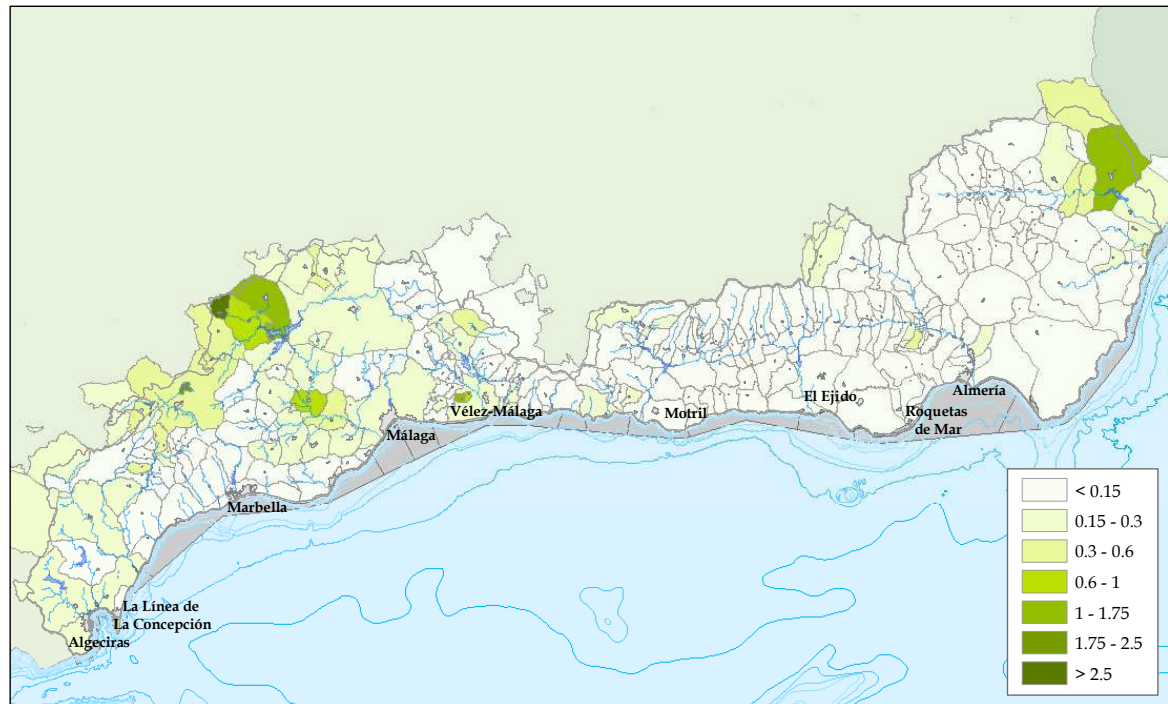 El Ejido
Almería
Roquetas
de Mar
Vélez-Málaga
Motril
Málaga
Marbella
La Línea de
La Concepción
Algeciras
< 0.15
0.15 - 0.3
0.3 - 0.6
0.6 - 1
1 - 1.75
1.75 - 2.5
> 2.5